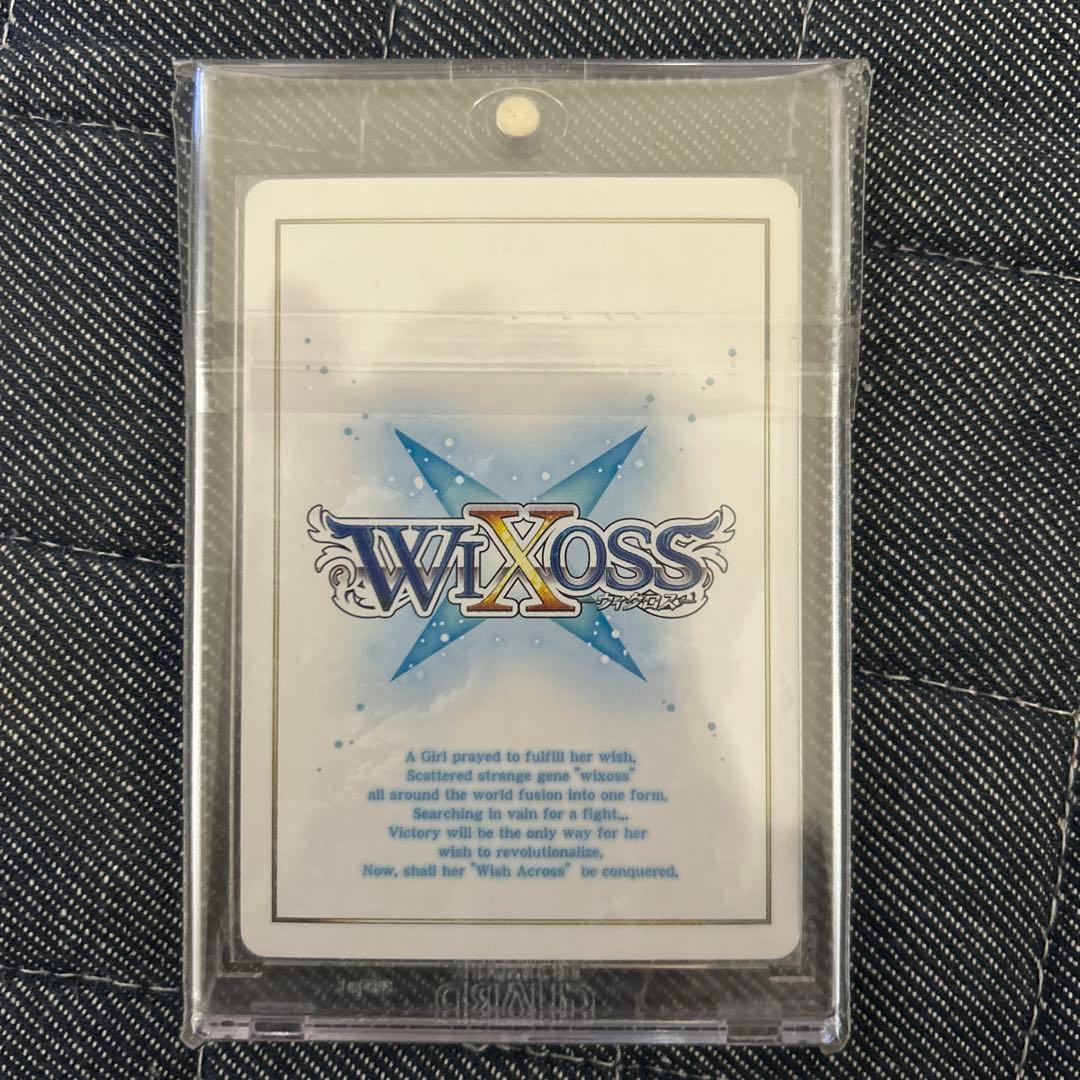 WIXOSS
ウィクロス
A Girl prayed to fulfill her wish,
Scattered strange gene "wixoss"
all around the world fusion into one form.
Searching in vain for a fight...
Victory will be the only way for her
wish to revolutionalize.
Now, shall her "Wish Across" be conquered.